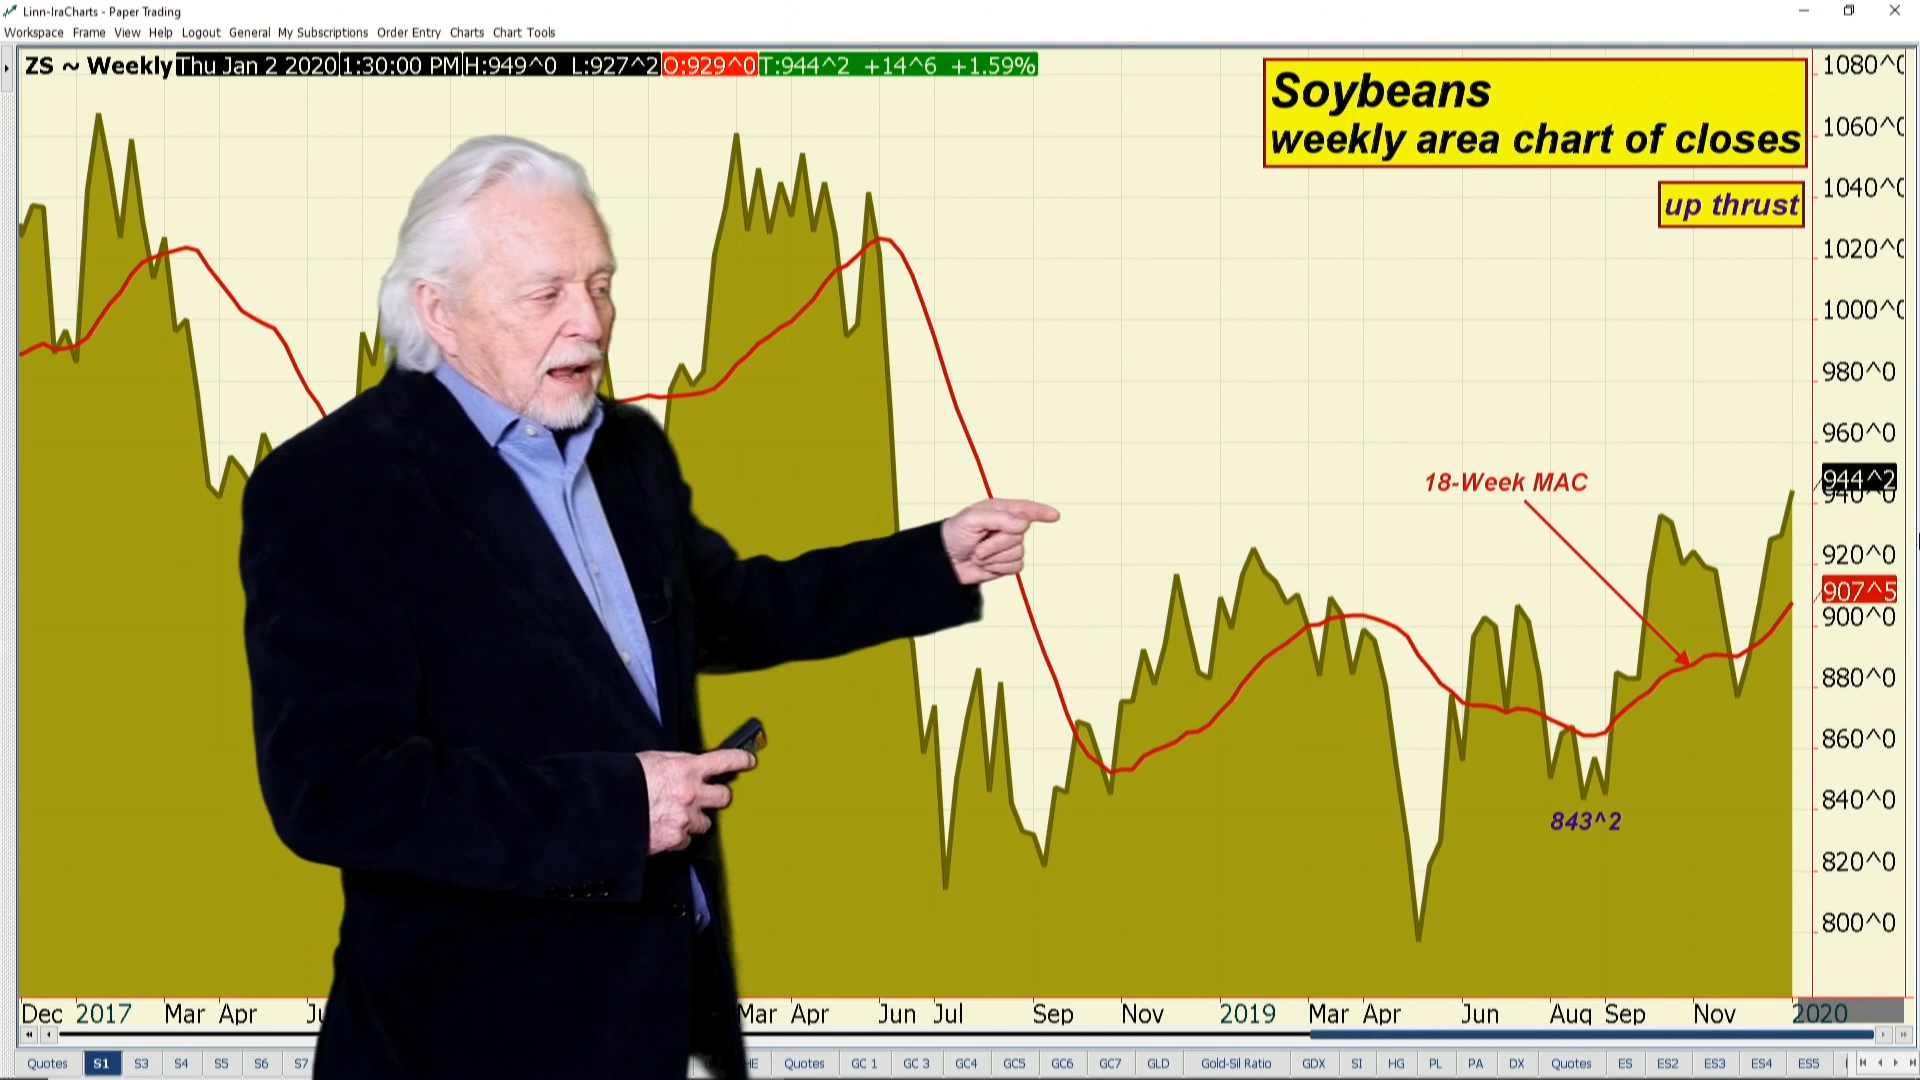 Linn-IraCharts - Paper Trading
Workspace Frame View Help Logout General My Subscriptions Order Entry Charts Chart Tools
ZS ~ Weekly Thu Jan 2 2020 1:30:00 PM H:949^0 L:927^2 O:929^0 T:944^2 +14^6 +1.59%
Soybeans
weekly area chart of closes
up thrust
1080^0
1060^0
1040^0
1020^0
1000^0
980^0
960^0
18-Week MAC
944^2
940^0
920^0
907^5
900^0
880^0
860^0
840^0
843^2
820^0
800^0
Dec 2017 Mar Apr Mar Apr Jun Jul Sep Nov 2019 Mar Apr Jun Aug Sep Nov 2020
Quotes S1 S3 S4 S5 S6 S7 Quotes GC 1 GC 3 GC4 GC5 GC6 GC7 GLD Gold-Sil Ratio GDX SI HG PL PA DX Quotes ES ES2 ES3 ES4 ES5